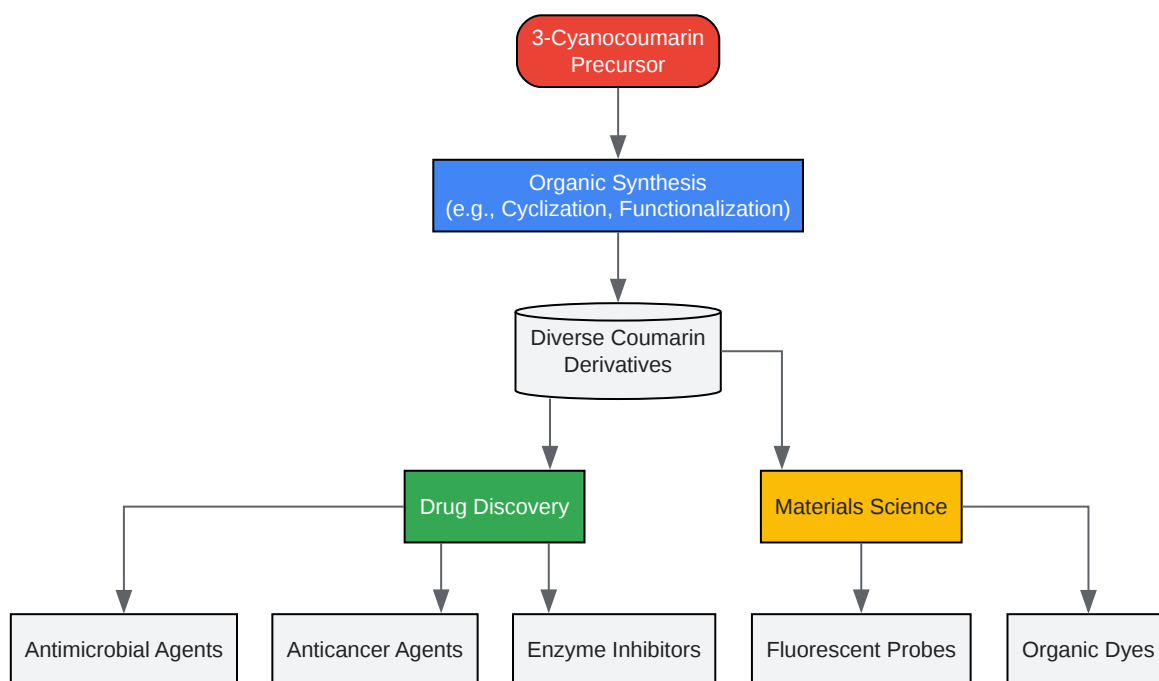 3-Cyanocoumarin
Precursor
Organic Synthesis
(e.g., Cyclization, Functionalization)
Diverse Coumarin
Derivatives
Drug Discovery
Materials Science
Antimicrobial Agents
Anticancer Agents
Enzyme Inhibitors
Fluorescent Probes
Organic Dyes